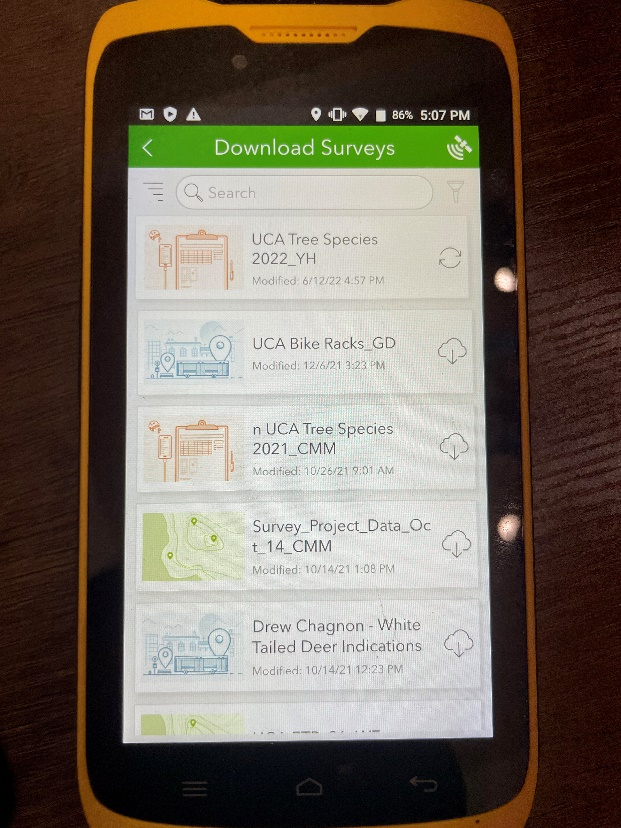 86% 5:07 PM
Download Surveys
Search
UCA Tree Species
2022_YH
Modified: 6/12/22 4:57 PM
UCA Bike Racks_GD
Modified: 12/6/21 3:23 PM
n UCA Tree Species
2021_CMM
Modified: 10/26/21 9:01 AM
Survey_Project_Data_Oc
t_14_CMM
Modified: 10/14/21 1:08 PM
Drew Chagnon - White
Tailed Deer Indications
Modified: 10/14/21 12:23 PM